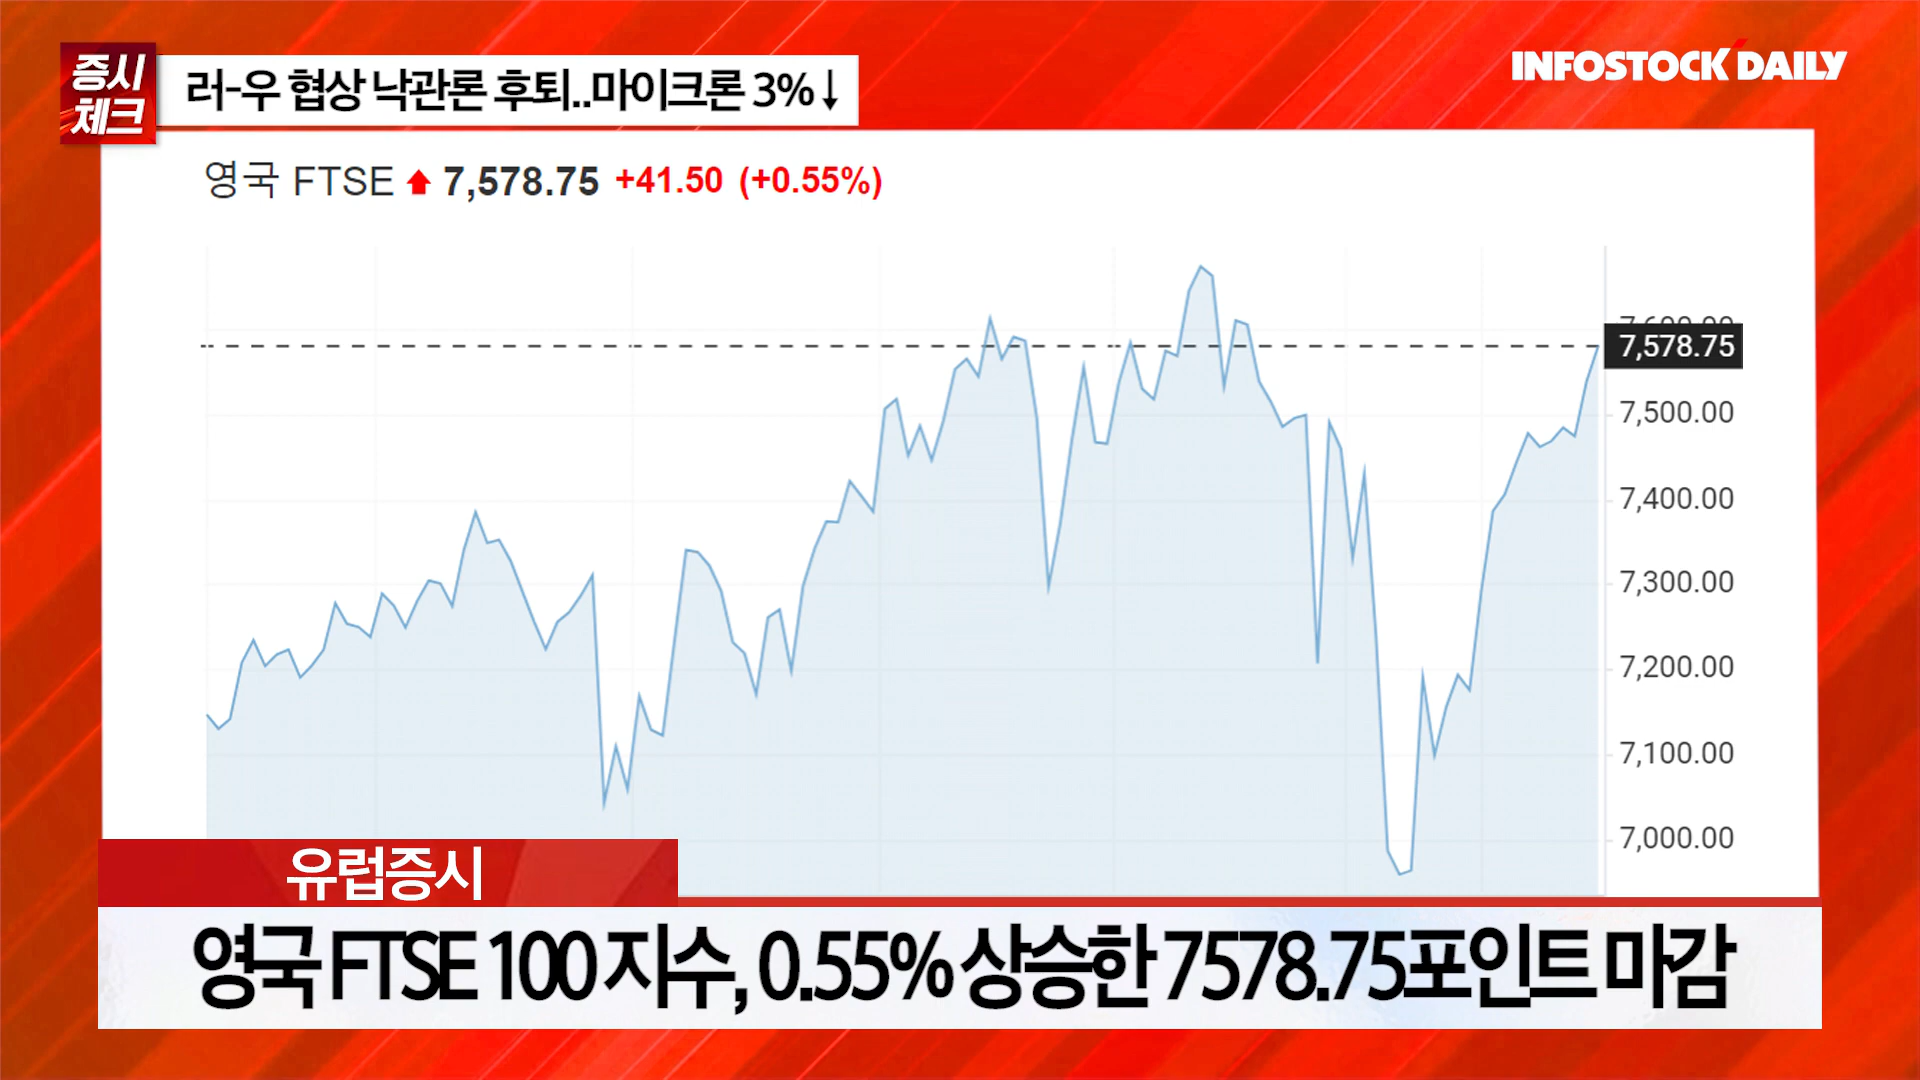 증시
체크
러-우 협상 낙관론 후퇴..마이크론 3%↓
INFOSTOCK DAILY
영국 FTSE 7,578.75 +41.50 (+0.55%)
7,600.00
7,578.75
7,500.00
7,400.00
7,300.00
7,200.00
7,100.00
7,000.00
유럽증시
영국 FTSE 100 지수, 0.55% 상승한 7578.75포인트 마감